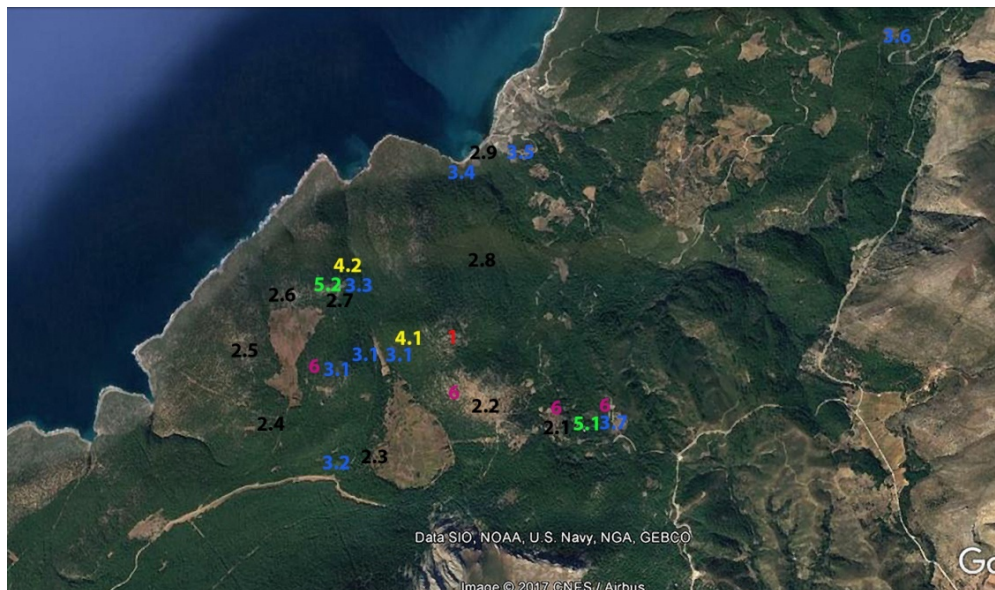 3.6
2.9 3.5
3.4
4.2 2.8
5.2 3.3
2.6 2.7
4.1 1
2.5 3.1 3.1
6 3.1
6 2.2 6 6
2.4 2.1 5.1 3.7
3.2 2.3
Data SIO, NOAA, U.S. Navy, NGA, GEBCO
Go
Image © 2017 CNES / Airbus